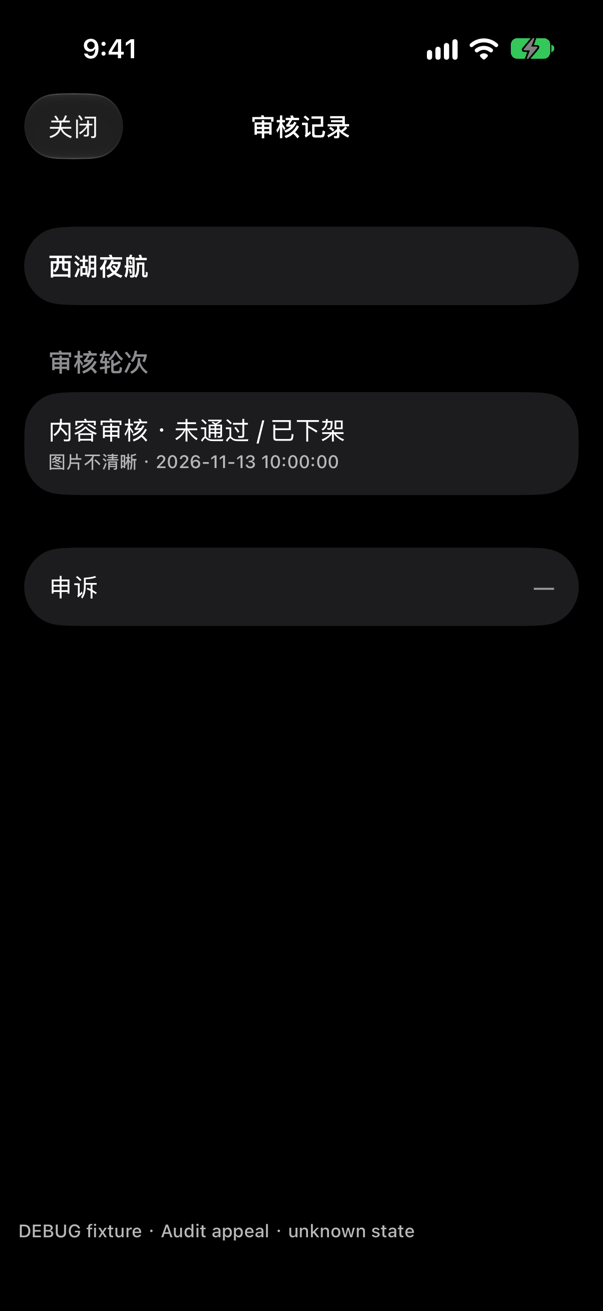 9:41
关闭
审核记录
西湖夜航
审核轮次
内容审核 · 未通过 / 已下架
图片不清晰 · 2026-11-13 10:00:00
申诉 —
DEBUG fixture · Audit appeal · unknown state